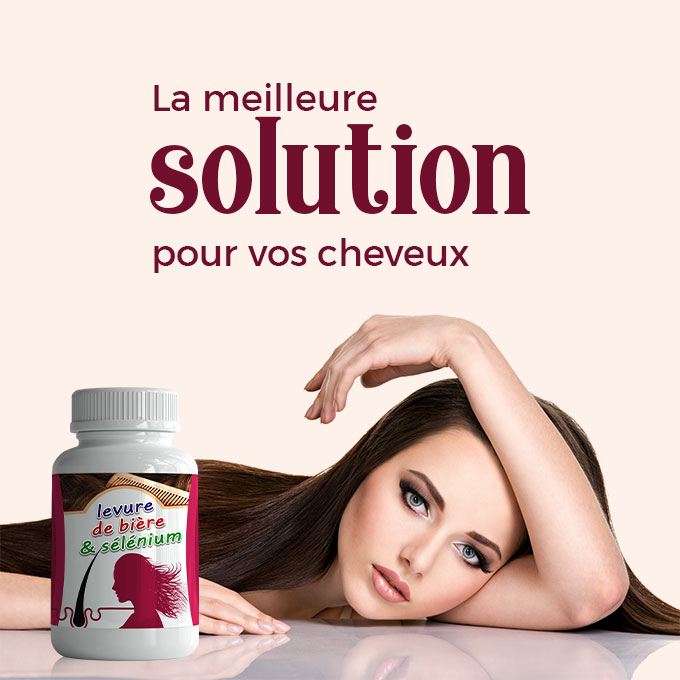 La meilleure
solution
pour vos cheveux
levure
de bière
& sélénium